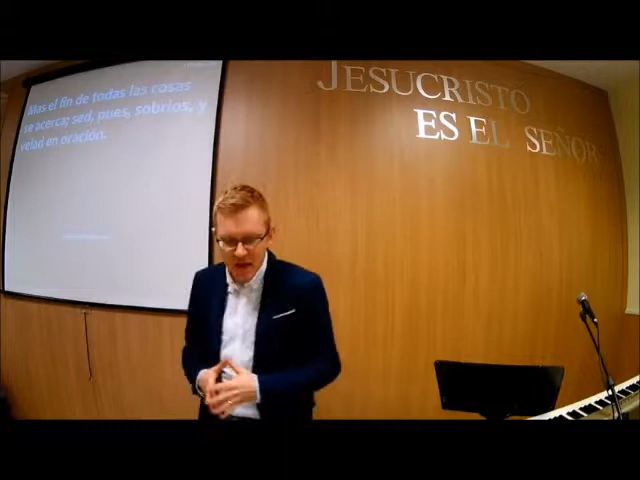 Mas el fin de todas las cosas
se acerca; sed, pues, sobrios, y
velad en oración.
JESUCRISTO
ES EL SEÑOR